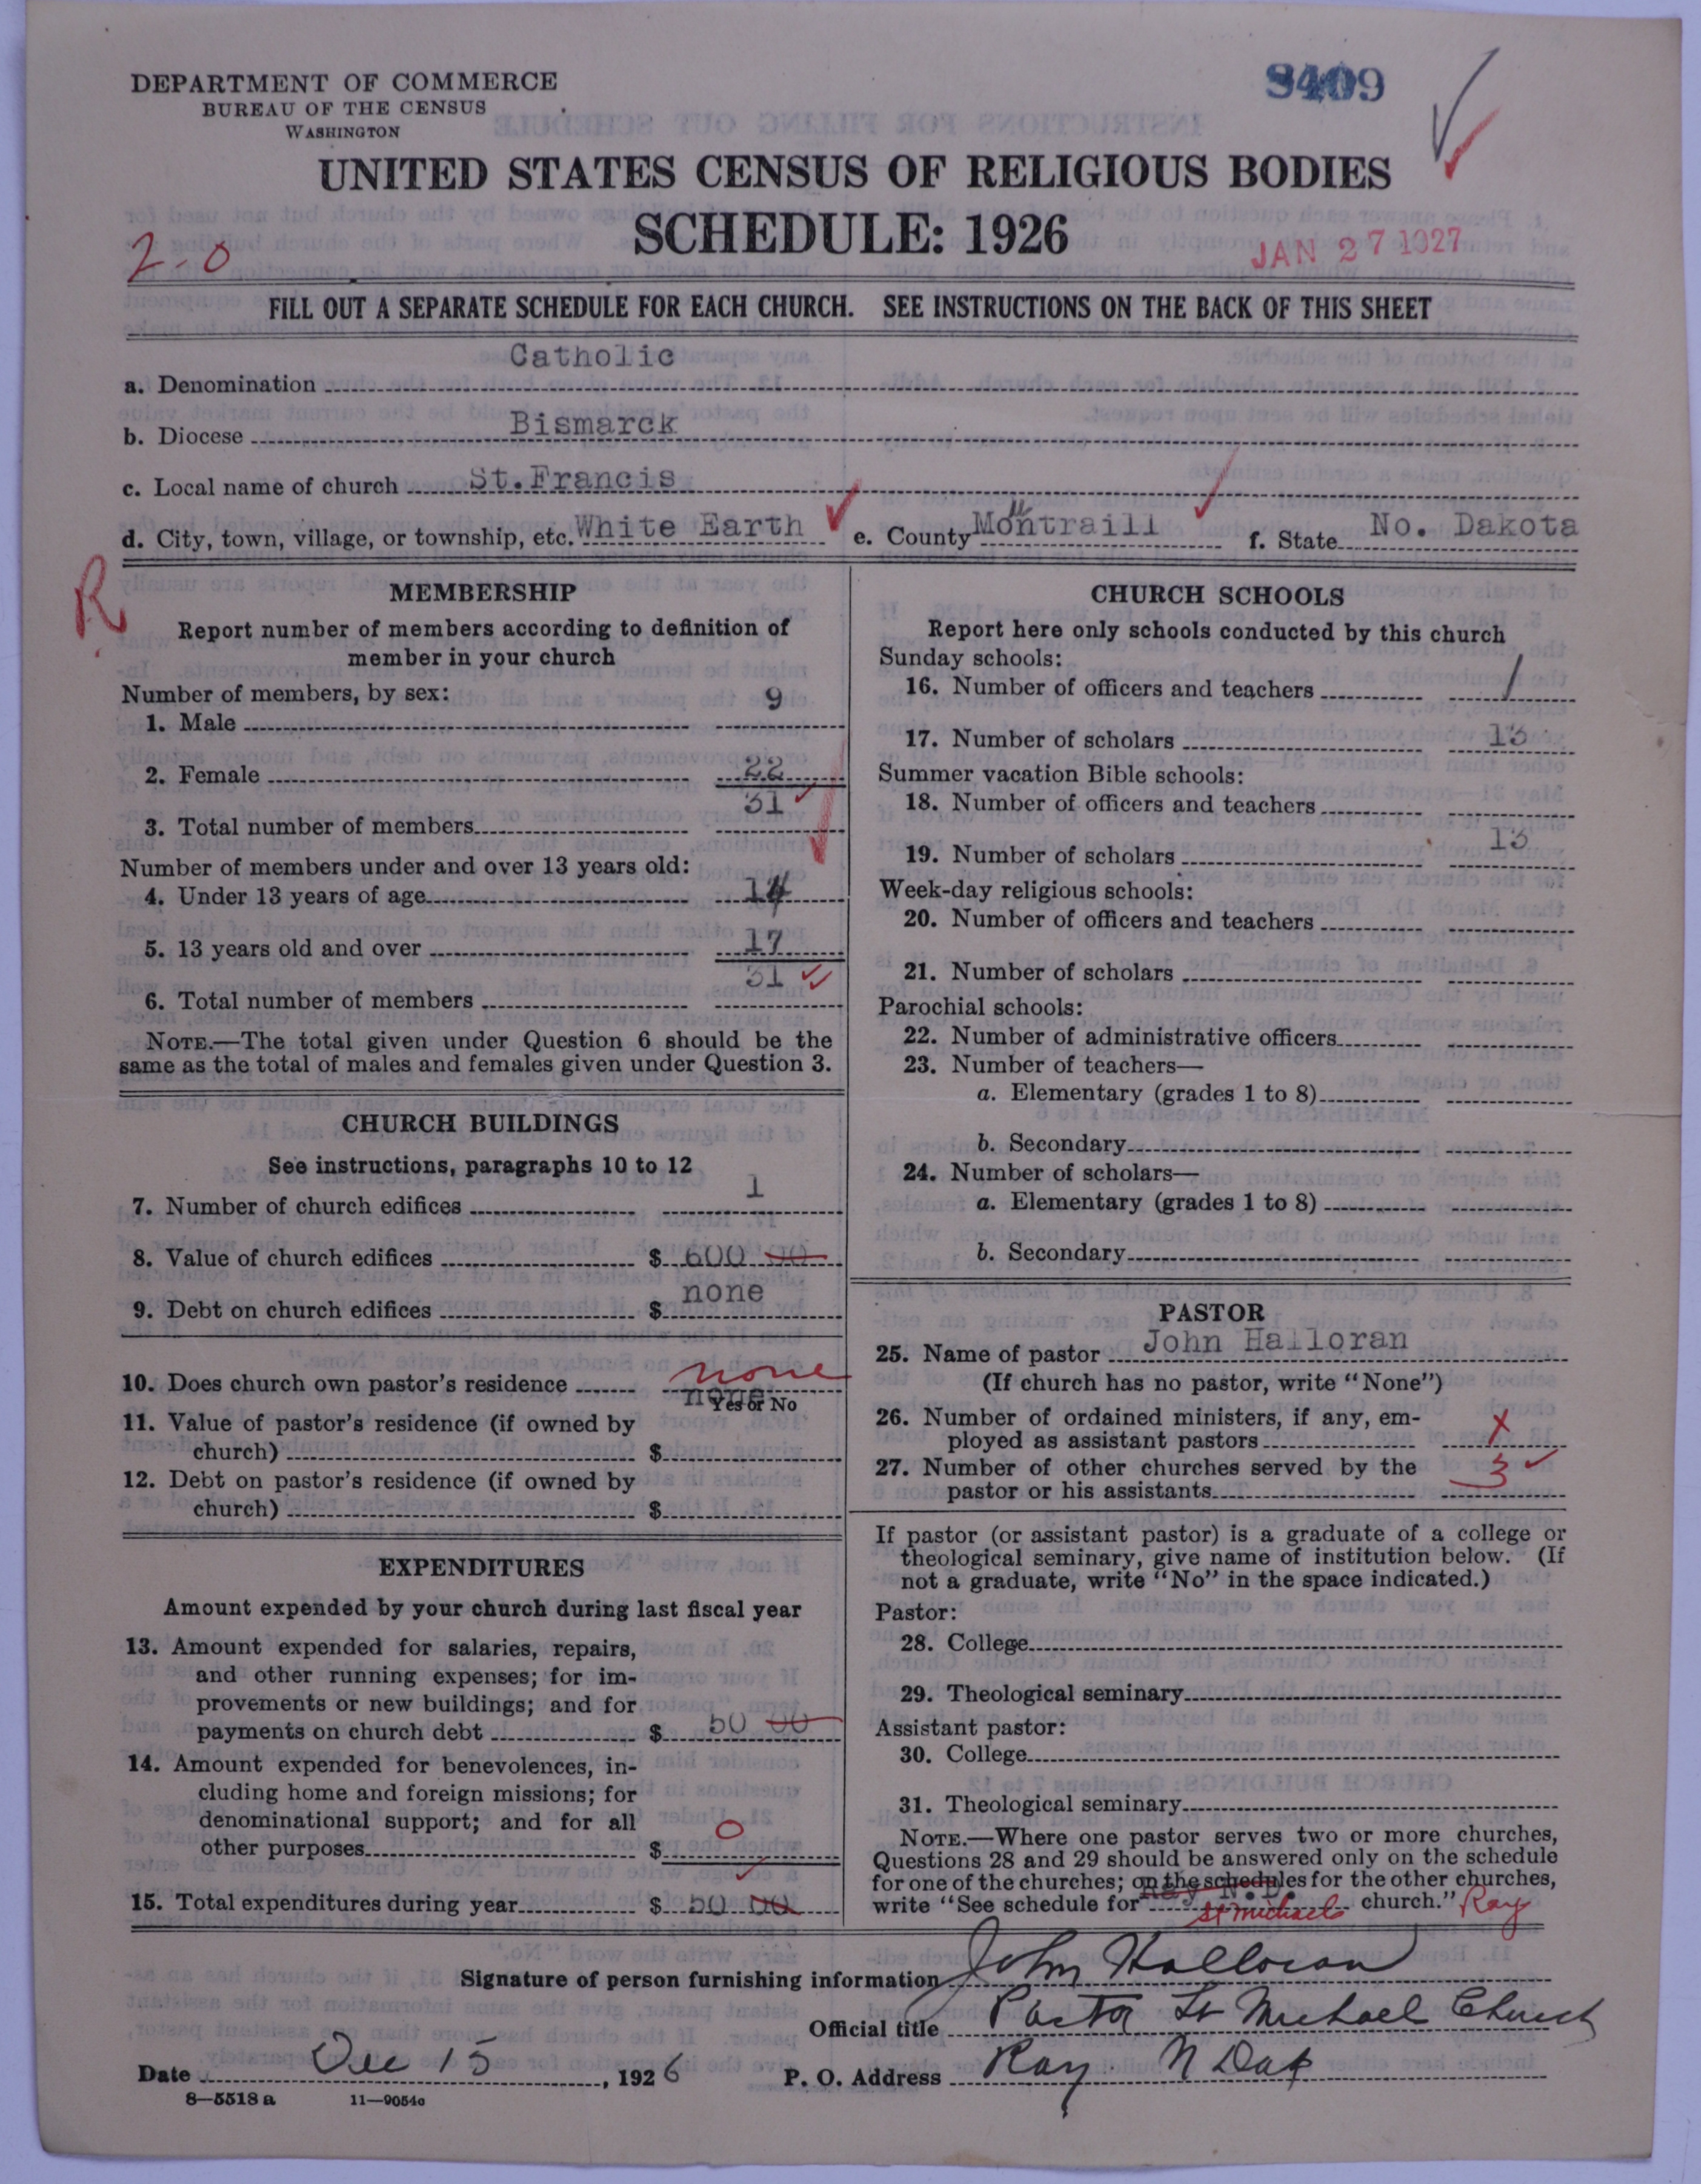 DEPARTMENT OF COMMERCE
BUREAU OF THE CENSUS
WASHINGTON
8409
UNITED STATES CENSUS OF RELIGIOUS BODIES
SCHEDULE: 1926
2-0
JAN 27 1927
FILL OUT A SEPARATE SCHEDULE FOR EACH CHURCH. SEE INSTRUCTIONS ON THE BACK OF THIS SHEET
a. Denomination Catholic
b. Diocese Bismarck
c. Local name of church St.Francis
d. City, town, village, or township, etc. White Earth e. County Montraill f. State No. Dakota
R
MEMBERSHIP
Report number of members according to definition of
member in your church
Number of members, by sex:
1. Male 9
2. Female 22
3. Total number of members 31
Number of members under and over 13 years old:
4. Under 13 years of age 14
5. 13 years old and over 17
6. Total number of members 31
NOTE.—The total given under Question 6 should be the
same as the total of males and females given under Question 3.
CHURCH BUILDINGS
See instructions, paragraphs 10 to 12
7. Number of church edifices 1
8. Value of church edifices $ 600 00
9. Debt on church edifices $ none
10. Does church own pastor's residence none
none Yes or No
11. Value of pastor's residence (if owned by
church) $
12. Debt on pastor's residence (if owned by
church) $
EXPENDITURES
Amount expended by your church during last fiscal year
13. Amount expended for salaries, repairs,
and other running expenses; for im-
provements or new buildings; and for
payments on church debt $ 50 00
14. Amount expended for benevolences, in-
cluding home and foreign missions; for
denominational support; and for all
other purposes $ 0
15. Total expenditures during year $ 50 00
CHURCH SCHOOLS
Report here only schools conducted by this church
Sunday schools:
16. Number of officers and teachers 1
17. Number of scholars 13
Summer vacation Bible schools:
18. Number of officers and teachers
19. Number of scholars 13
Week-day religious schools:
20. Number of officers and teachers
21. Number of scholars
Parochial schools:
22. Number of administrative officers
23. Number of teachers—
a. Elementary (grades 1 to 8)
b. Secondary
24. Number of scholars—
a. Elementary (grades 1 to 8)
b. Secondary
PASTOR
25. Name of pastor John Halloran
(If church has no pastor, write "None")
26. Number of ordained ministers, if any, em-
ployed as assistant pastors X
27. Number of other churches served by the
pastor or his assistants 3
If pastor (or assistant pastor) is a graduate of a college or
theological seminary, give name of institution below. (If
not a graduate, write "No" in the space indicated.)
Pastor:
28. College
29. Theological seminary
Assistant pastor:
30. College
31. Theological seminary
NOTE.—Where one pastor serves two or more churches,
Questions 28 and 29 should be answered only on the schedule
for one of the churches; on the schedules for the other churches,
Ray N.D.
write "See schedule for St Michael church." Ray
Signature of person furnishing information John Halloran
Official title Pastor St Michael Church
Date Dec 15, 1926 P. O. Address Ray N Dak
8—5518 a 11—9054a